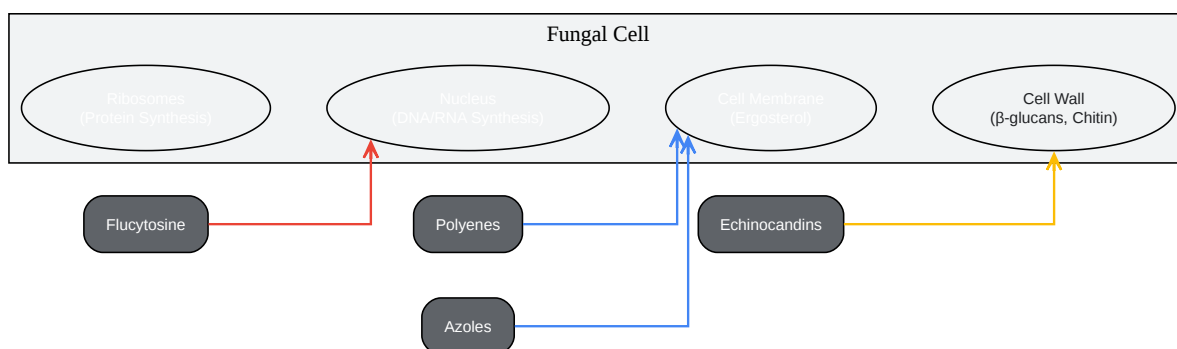 Fungal Cell
Ribosomes
(Protein Synthesis)
Nucleus
(DNA/RNA Synthesis)
Cell Membrane
(Ergosterol)
Cell Wall
(β-glucans, Chitin)
Flucytosine
Polyenes
Echinocandins
Azoles